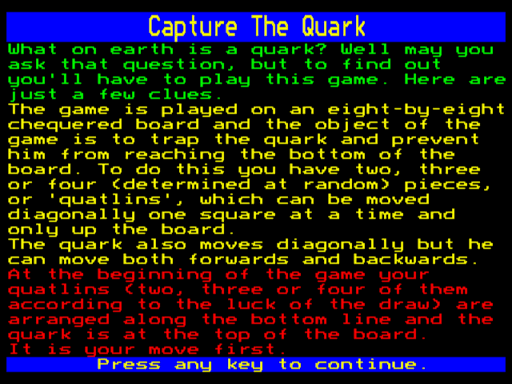 Capture The Quark
What on earth is a quark? Well may you
ask that question, but to find out
you'll have to play this game. Here are
just a few clues.
The game is played on an eight-by-eight
chequered board and the object of the
game is to trap the quark and prevent
him from reaching the bottom of the
board. To do this you have two, three
or four (determined at random) pieces,
or 'quatlins', which can be moved
diagonally one square at a time and
only up the board.
The quark also moves diagonally but he
can move both forwards and backwards.
At the beginning of the game your
quatlins (two, three or four of them
according to the luck of the draw) are
arranged along the bottom line and the
quark is at the top of the board.
It is your move first.
Press any key to continue.